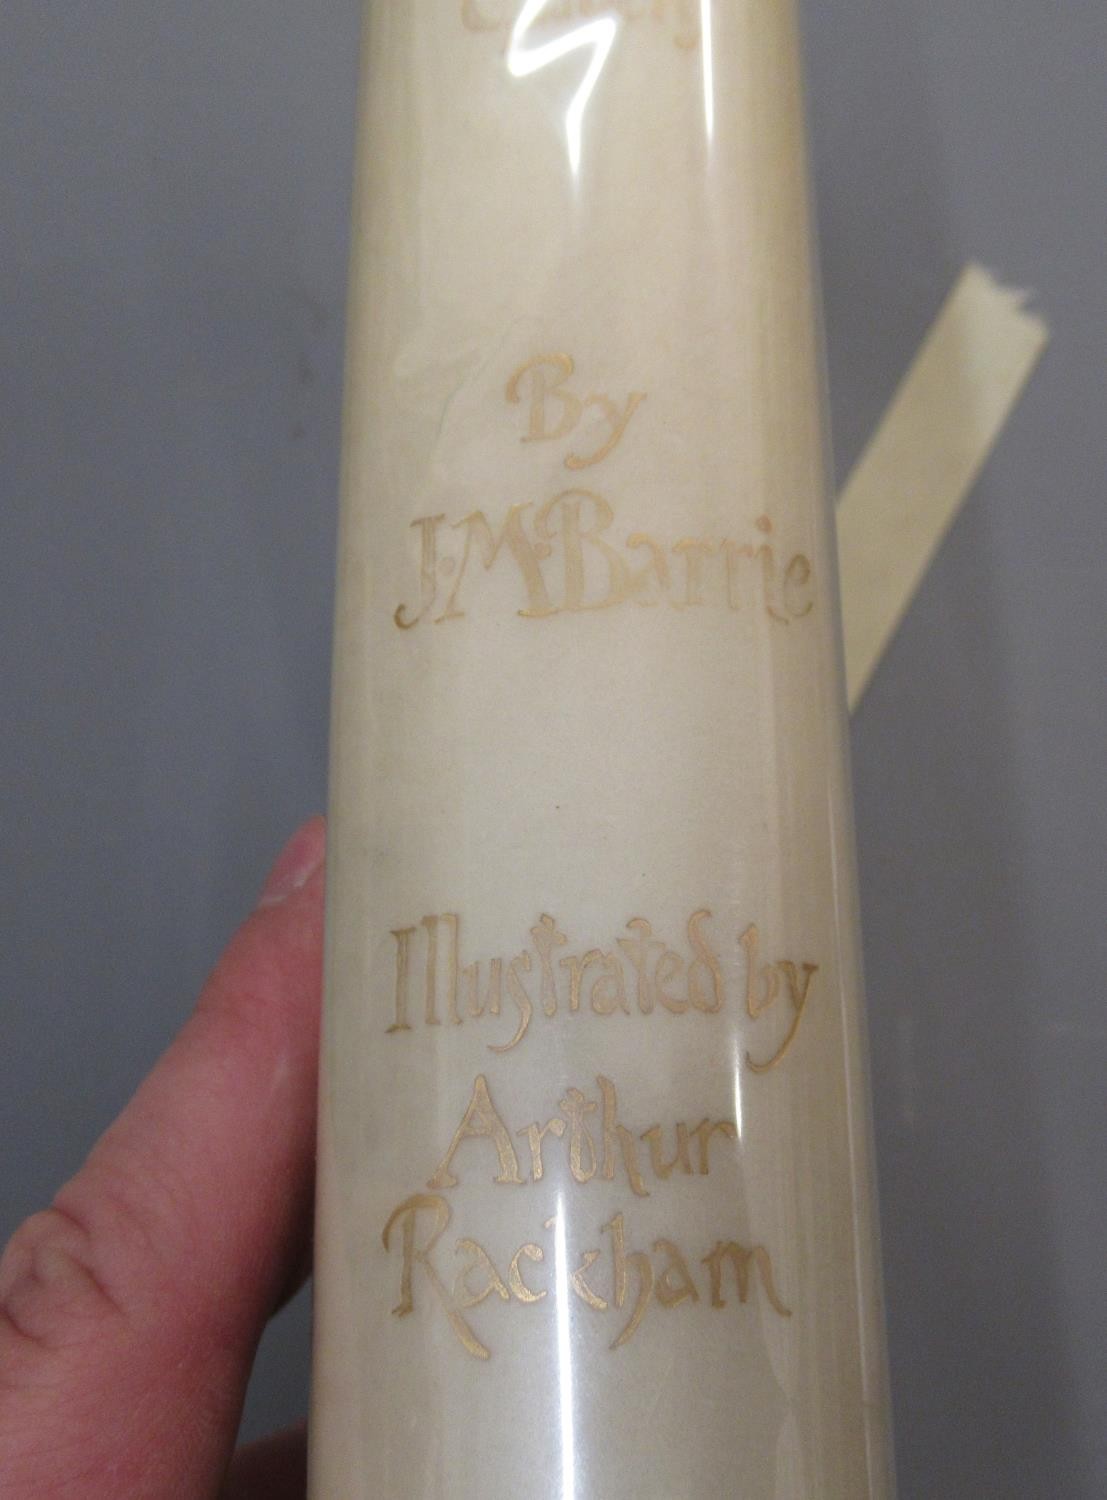 By
J·M·Barrie
Illustrated by
Arthur
Rackham